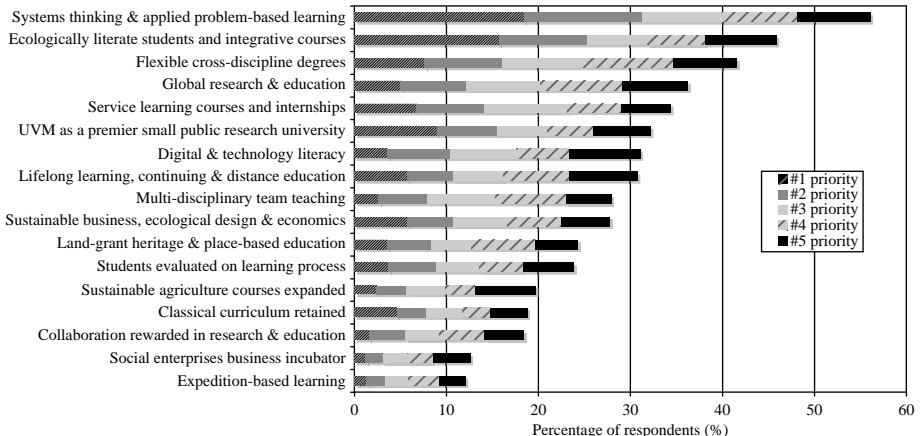 Systems thinking & applied problem-based learning
Ecologically literate students and integrative courses
Flexible cross-discipline degrees
Global research & education
Service learning courses and internships
UVM as a premier small public research university
Digital & technology literacy
Lifelong learning, continuing & distance education
Multi-disciplinary team teaching
Sustainable business, ecological design & economics
Land-grant heritage & place-based education
Students evaluated on learning process
Sustainable agriculture courses expanded
Classical curriculum retained
Collaboration rewarded in research & education
Social enterprises business incubator
Expedition-based learning
#1 priority
#2 priority
#3 priority
#4 priority
#5 priority
0 10 20 30 40 50 60
Percentage of respondents (%)